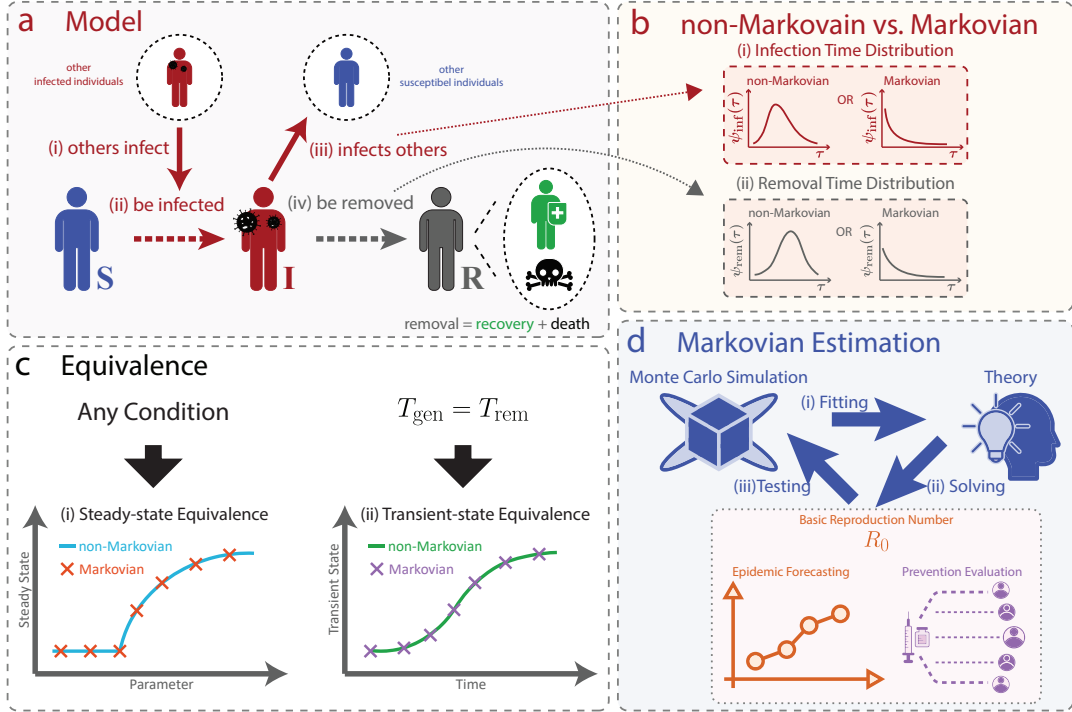 a Model
other
infected individuals
other
susceptibel individuals
(i) others infect
(iii) infects others
(ii) be infected
(iv) be removed
S
I
R
removal = recovery + death
b non-Markovain vs. Markovian
(i) Infection Time Distribution
non-Markovian
Markovian
OR
ψinf(τ)
τ
ψinf(τ)
τ
(ii) Removal Time Distribution
non-Markovian
Markovian
OR
ψrem(τ)
τ
ψrem(τ)
τ
c Equivalence
Any Condition
Tgen = Trem
(i) Steady-state Equivalence
non-Markovian
Markovian
Steady State
Parameter
(ii) Transient-state Equivalence
non-Markovian
Markovian
Transient State
Time
d Markovian Estimation
Monte Carlo Simulation
Theory
(i) Fitting
(iii)Testing
(ii) Solving
Basic Reproduction Number
R0
Epidemic Forecasting
Prevention Evaluation